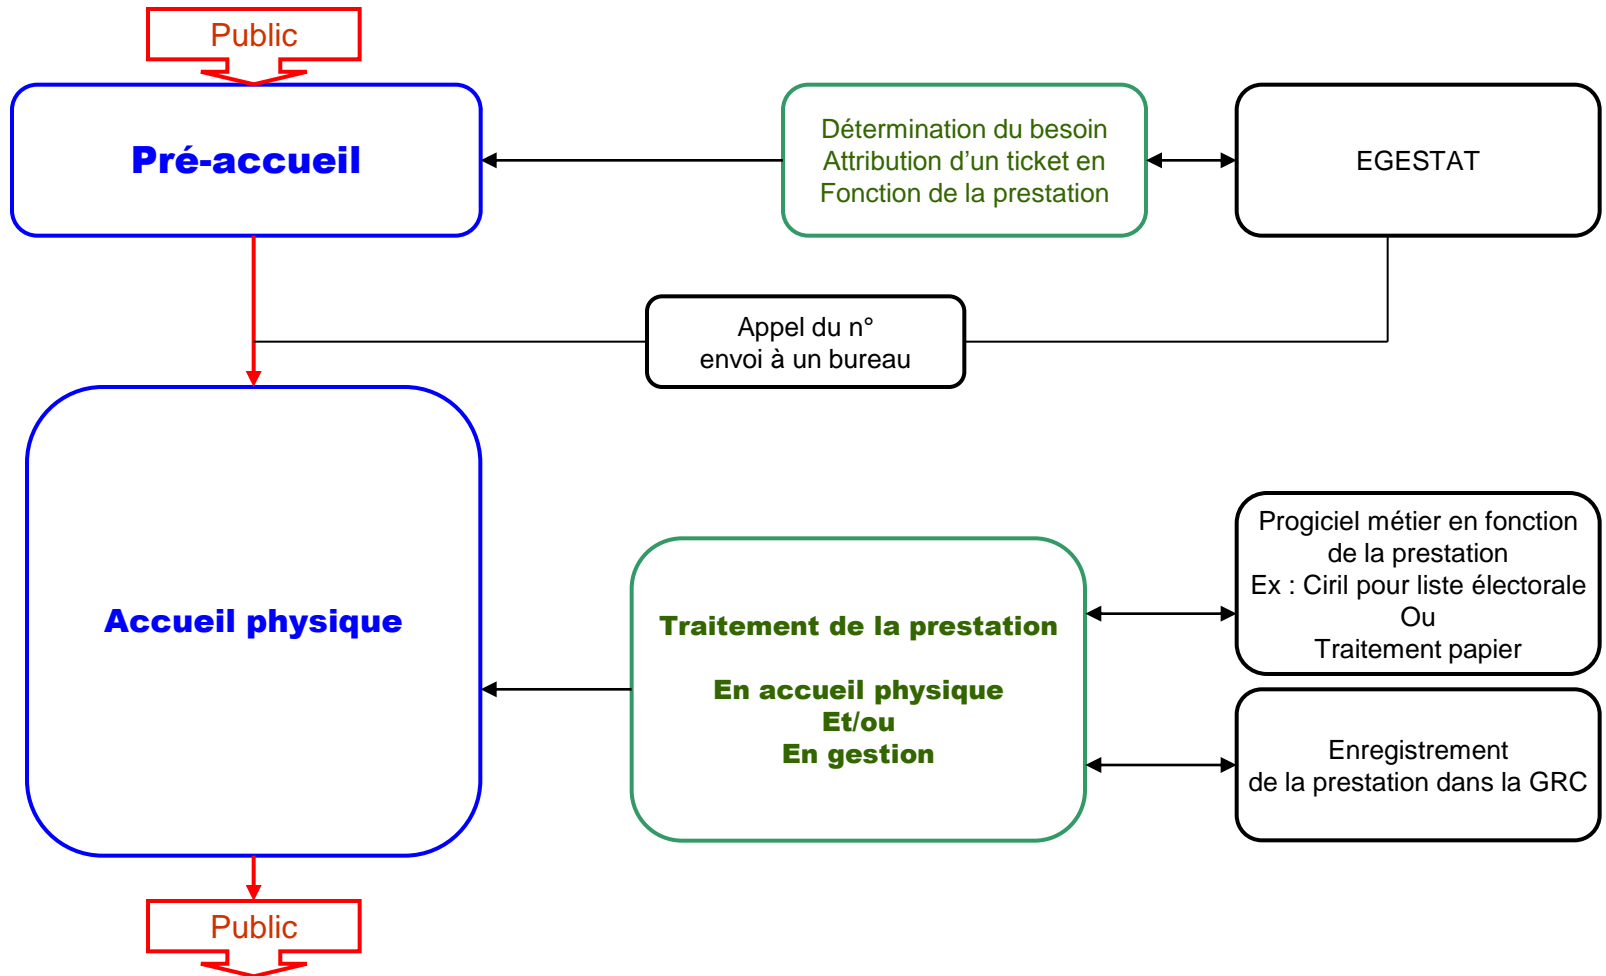 Public
Pré-accueil
Détermination du besoin
Attribution d'un ticket en
Fonction de la prestation
EGESTAT
Appel du n°
envoi à un bureau
Accueil physique
Traitement de la prestation
En accueil physique
Et/ou
En gestion
Progiciel métier en fonction
de la prestation
Ex : Ciril pour liste électorale
Ou
Traitement papier
Enregistrement
de la prestation dans la GRC
Public